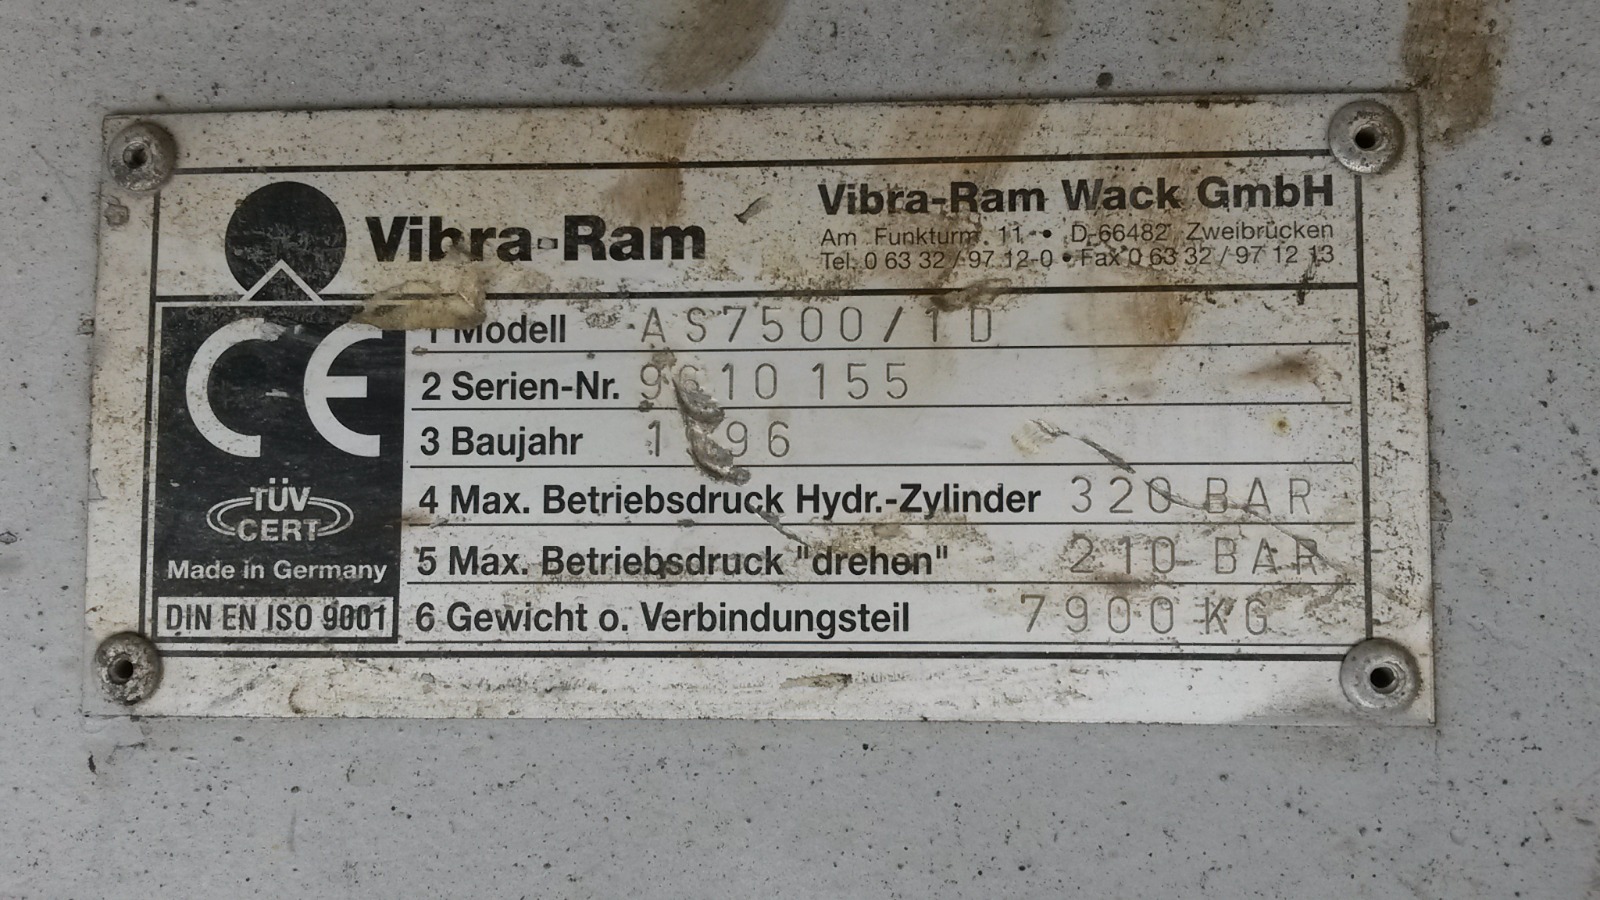 Vibra-Ram
Vibra-Ram Wack GmbH
Am Funkturm 11 • D-66482 Zweibrücken
Tel. 0 63 32 / 97 12-0 • Fax 0 63 32 / 97 12 13
CE
TÜV
CERT
Made in Germany
DIN EN ISO 9001
1 Modell AS7500/1D
2 Serien-Nr. 9610155
3 Baujahr 1996
4 Max. Betriebsdruck Hydr.-Zylinder 320 BAR
5 Max. Betriebsdruck "drehen" 210 BAR
6 Gewicht o. Verbindungsteil 7900 KG